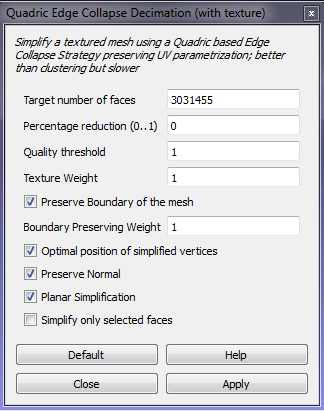 Quadric Edge Collapse Decimation (with texture)
Simplify a textured mesh using a Quadric based Edge
Collapse Strategy preserving UV parametrization; better
than clustering but slower
Target number of faces 3031455
Percentage reduction (0..1) 0
Quality threshold 1
Texture Weight 1
Preserve Boundary of the mesh
Boundary Preserving Weight 1
Optimal position of simplified vertices
Preserve Normal
Planar Simplification
Simplify only selected faces
Default Help
Close Apply